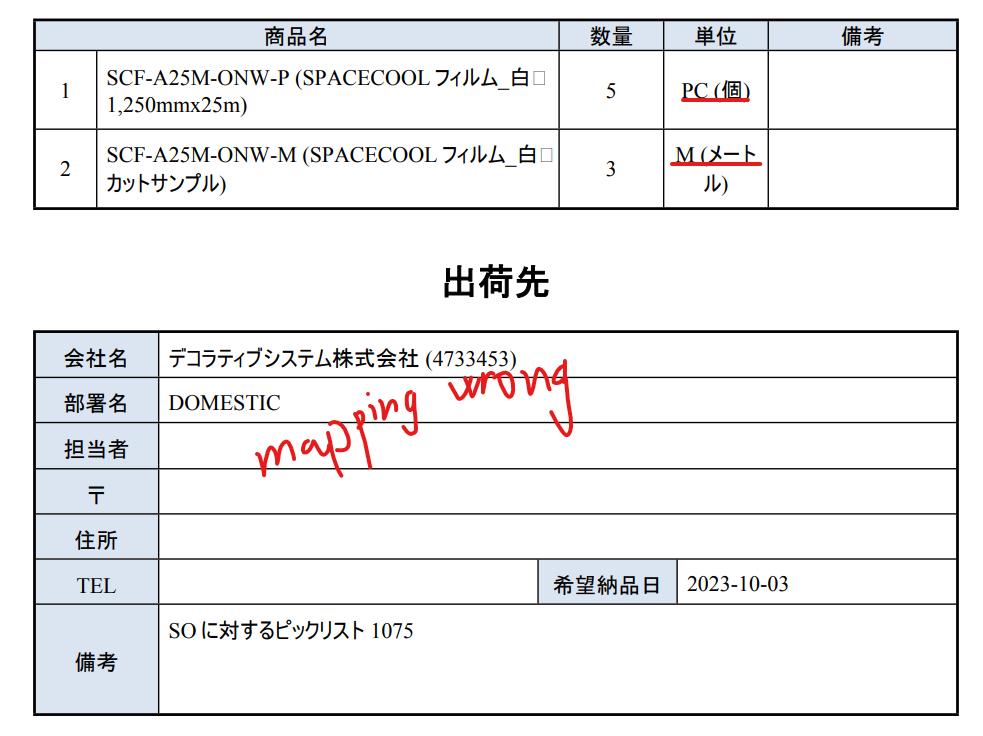 商品名 数量 単位 備考
1 SCF-A25M-ONW-P (SPACECOOL フィルム_白□ 5 PC (個)
1,250mmx25m)
2 SCF-A25M-ONW-M (SPACECOOL フィルム_白□ 3 M (メート
カットサンプル) ル)
出荷先
会社名 デコラティブシステム株式会社 (4733453)
mapping wrong
部署名 DOMESTIC
担当者
〒
住所
TEL 希望納品日 2023-10-03
備考 SO に対するピックリスト 1075